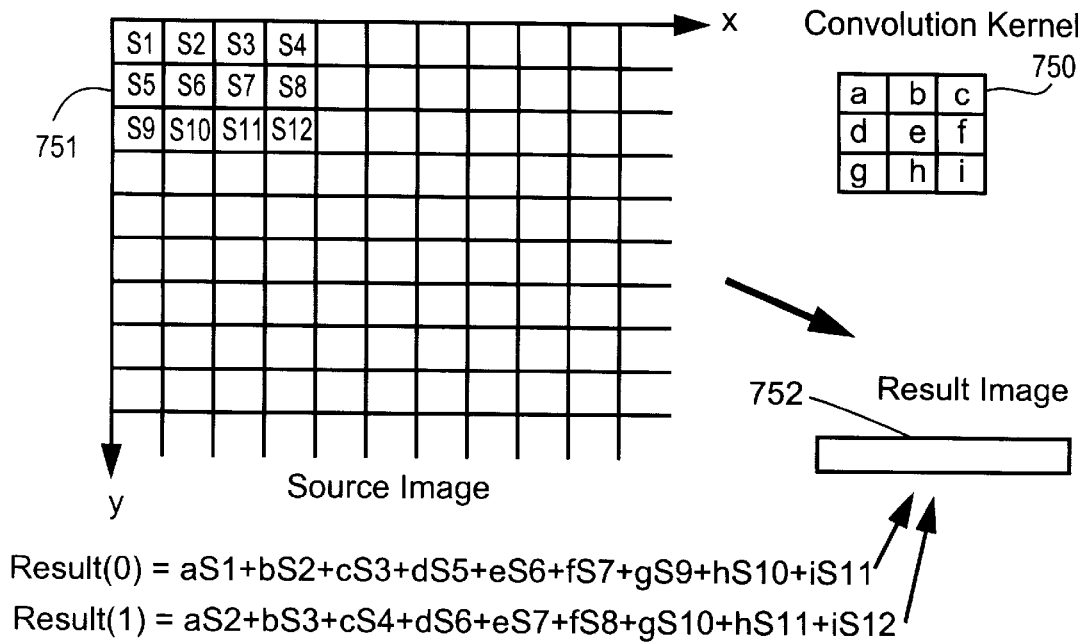 x
Convolution Kernel
750
S1 S2 S3 S4
S5 S6 S7 S8
S9 S10 S11 S12
751
a b c
d e f
g h i
752
Result Image
y
Source Image
Result(0) = aS1+bS2+cS3+dS5+eS6+fS7+gS9+hS10+iS11
Result(1) = aS2+bS3+cS4+dS6+eS7+fS8+gS10+hS11+iS12